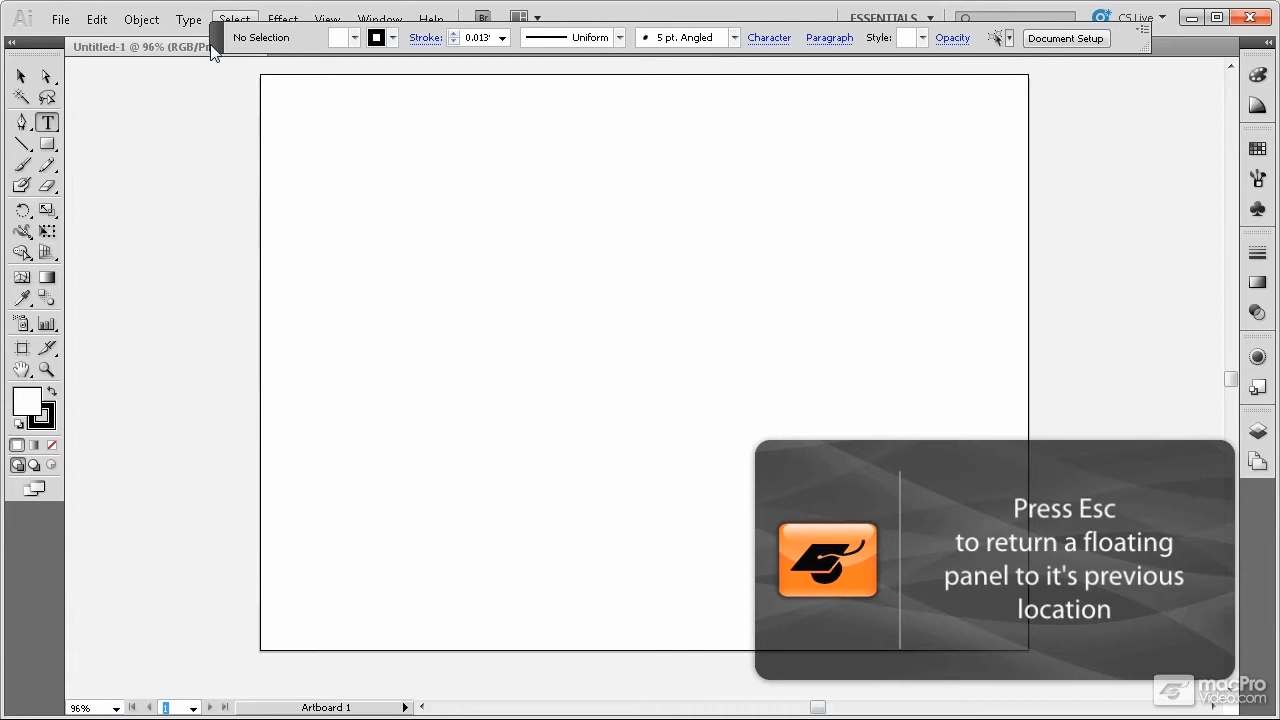 Ai File Edit Object Type Select Effect View Window Help Br ESSENTIALS CS Live
No Selection Stroke: 0.013 Uniform 5 pt. Angled Character Paragraph Style: Opacity Document Setup
Untitled-1 @ 96% (RGB/Pr
T
Press Esc
to return a floating
panel to it's previous
location
macPro
Video.com
96% 1 Artboard 1